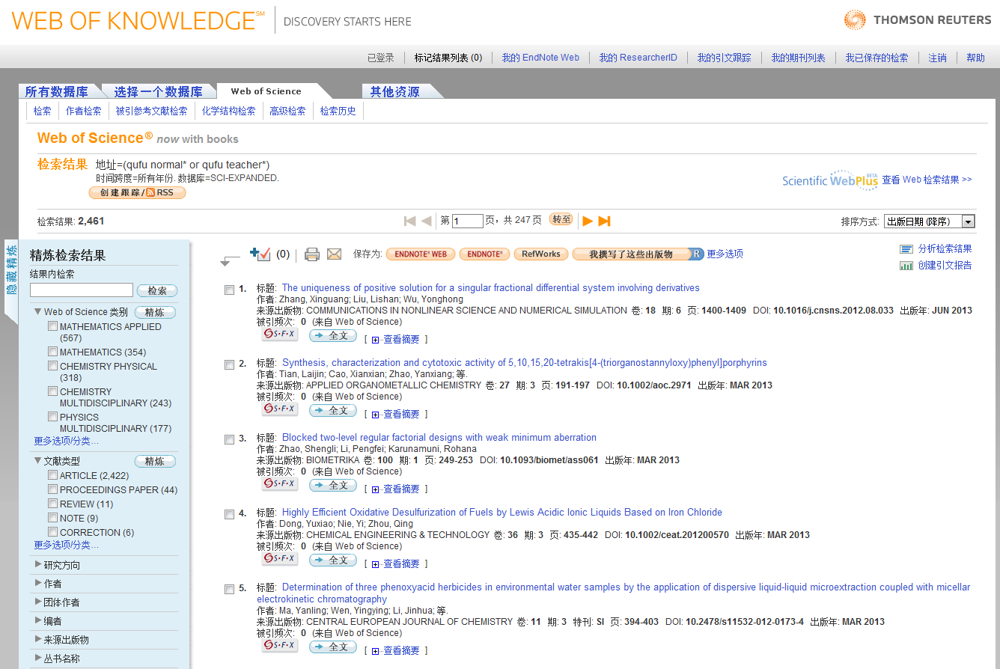 WEB OF KNOWLEDGE℠ DISCOVERY STARTS HERE THOMSON REUTERS
已登录 标记结果列表 (0) 我的 EndNote Web 我的 ResearcherID 我的引文跟踪 我的期刊列表 我已保存的检索 注销 帮助
所有数据库 选择一个数据库 Web of Science 其他资源
检索 作者检索 被引参考文献检索 化学结构检索 高级检索 检索历史
Web of Science® now with books
检索结果 地址=(qufu normal* or qufu teacher*)
时间跨度=所有年份. 数据库=SCI-EXPANDED.
创建跟踪/RSS
Scientific WebPlus BETA 查看 Web 检索结果 >>
检索结果: 2,461 第 1 页，共 247 页 转至 排序方式: 出版日期 (降序)
隐藏精炼
精炼检索结果
结果内检索
检索
Web of Science 类别 精炼
MATHEMATICS APPLIED
(567)
MATHEMATICS (354)
CHEMISTRY PHYSICAL
(318)
CHEMISTRY
MULTIDISCIPLINARY (243)
PHYSICS
MULTIDISCIPLINARY (177)
更多选项/分类...
文献类型 精炼
ARTICLE (2,422)
PROCEEDINGS PAPER (44)
REVIEW (11)
NOTE (9)
CORRECTION (6)
更多选项/分类...
研究方向
作者
团体作者
编者
来源出版物
丛书名称
(0) 保存为: ENDNOTE® WEB ENDNOTE® RefWorks 我撰写了这些出版物 R 更多选项
分析检索结果
创建引文报告
1. 标题: The uniqueness of positive solution for a singular fractional differential system involving derivatives
作者: Zhang, Xinguang; Liu, Lishan; Wu, Yonghong
来源出版物: COMMUNICATIONS IN NONLINEAR SCIENCE AND NUMERICAL SIMULATION 卷: 18 期: 6 页: 1400-1409 DOI: 10.1016/j.cnsns.2012.08.033 出版年: JUN 2013
被引频次: 0 (来自 Web of Science)
S·F·X 全文 [ 查看摘要 ]
2. 标题: Synthesis, characterization and cytotoxic activity of 5,10,15,20-tetrakis[4-(triorganostannyloxy)phenyl]porphyrins
作者: Tian, Laijin; Cao, Xianxian; Zhao, Yanxiang; 等.
来源出版物: APPLIED ORGANOMETALLIC CHEMISTRY 卷: 27 期: 3 页: 191-197 DOI: 10.1002/aoc.2971 出版年: MAR 2013
被引频次: 0 (来自 Web of Science)
S·F·X 全文 [ 查看摘要 ]
3. 标题: Blocked two-level regular factorial designs with weak minimum aberration
作者: Zhao, Shengli; Li, Pengfei; Karunamuni, Rohana
来源出版物: BIOMETRIKA 卷: 100 期: 1 页: 249-253 DOI: 10.1093/biomet/ass061 出版年: MAR 2013
被引频次: 0 (来自 Web of Science)
S·F·X 全文 [ 查看摘要 ]
4. 标题: Highly Efficient Oxidative Desulfurization of Fuels by Lewis Acidic Ionic Liquids Based on Iron Chloride
作者: Dong, Yuxiao; Nie, Yi; Zhou, Qing
来源出版物: CHEMICAL ENGINEERING & TECHNOLOGY 卷: 36 期: 3 页: 435-442 DOI: 10.1002/ceat.201200570 出版年: MAR 2013
被引频次: 0 (来自 Web of Science)
S·F·X 全文 [ 查看摘要 ]
5. 标题: Determination of three phenoxyacid herbicides in environmental water samples by the application of dispersive liquid-liquid microextraction coupled with micellar
electrokinetic chromatography
作者: Ma, Yanling; Wen, Yingying; Li, Jinhua; 等.
来源出版物: CENTRAL EUROPEAN JOURNAL OF CHEMISTRY 卷: 11 期: 3 特刊: SI 页: 394-403 DOI: 10.2478/s11532-012-0173-4 出版年: MAR 2013
被引频次: 0 (来自 Web of Science)
S·F·X 全文 [ 查看摘要 ]